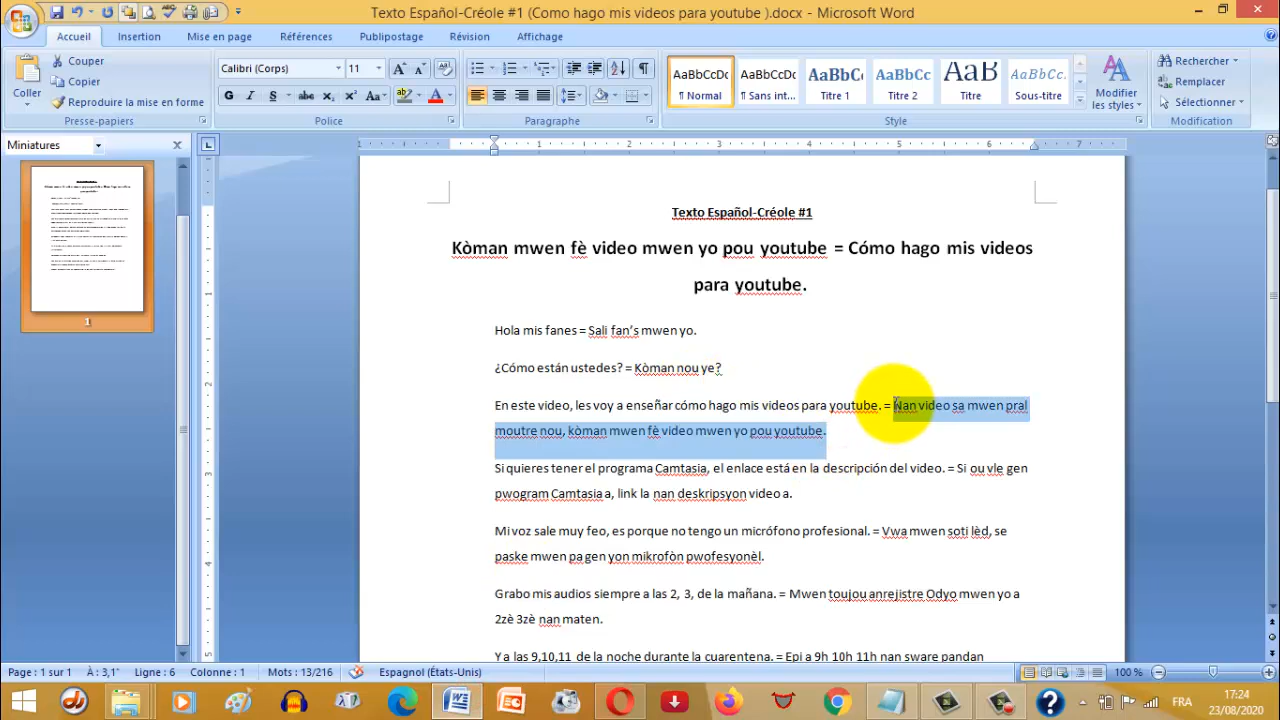 Texto Español-Créole #1 (Como hago mis videos para youtube ).docx - Microsoft Word
Accueil Insertion Mise en page Références Publipostage Révision Affichage
Coller
Couper
Copier
Reproduire la mise en forme
Presse-papiers
Calibri (Corps) 11
Police
Paragraphe
AaBbCcDc AaBbCcDc AaBbCc AaBbCc AaB AaBbCc.
¶ Normal ¶ Sans int... Titre 1 Titre 2 Titre Sous-titre
Modifier les styles
Style
Rechercher
Remplacer
Sélectionner
Modification
Miniatures
1
Texto Español-Créole #1
Kòman mwen fè video mwen yo pou youtube = Cómo hago mis videos
para youtube.
Hola mis fanes = Sali fan's mwen yo.
¿Cómo están ustedes? = Kòman nou ye?
En este video, les voy a enseñar cómo hago mis videos para youtube. = Nan video sa mwen pral
moutre nou, kòman mwen fè video mwen yo pou youtube.
Si quieres tener el programa Camtasia, el enlace está en la descripción del video. = Si ou vle gen
pwogram Camtasia a, link la nan deskripsyon video a.
Mi voz sale muy feo, es porque no tengo un micrófono profesional. = Vwa mwen soti lèd, se
paske mwen pa gen yon mikrofòn pwofesyonèl.
Grabo mis audios siempre a las 2, 3, de la mañana. = Mwen toujou anrejistre Odyo mwen yo a
2zè 3zè nan maten.
Y a las 9,10,11 de la noche durante la cuarentena. = Epi a 9h 10h 11h nan sware pandan
Page : 1 sur 1 À : 3,1" Ligne : 6 Colonne : 1 Mots : 13/216 Espagnol (États-Unis) 100 %
FRA 17:24
23/08/2020